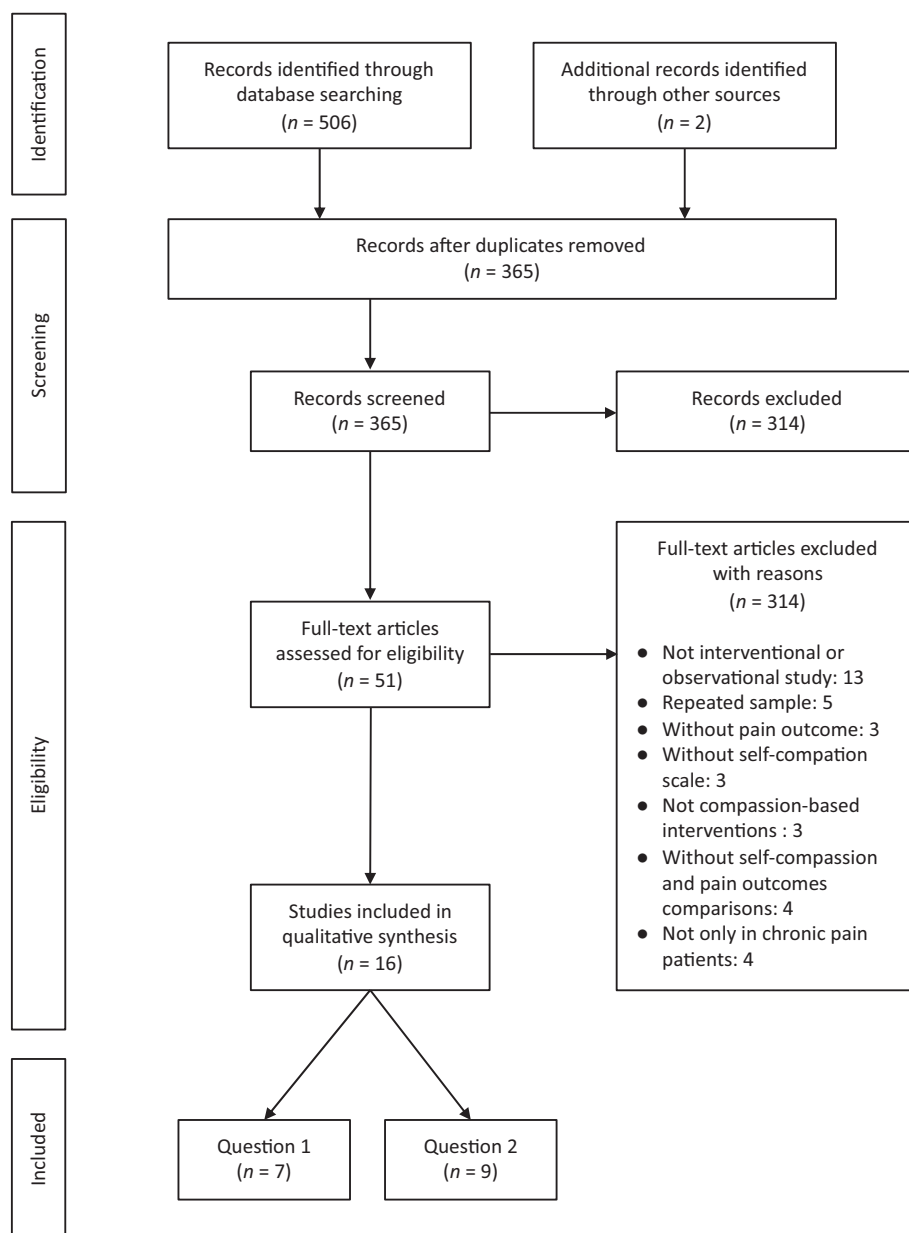 Identification
Records identified through
database searching
(n = 506)
Additional records identified
through other sources
(n = 2)
Screening
Records after duplicates removed
(n = 365)
Records screened
(n = 365)
Records excluded
(n = 314)
Eligibility
Full-text articles
assessed for eligibility
(n = 51)
Full-text articles excluded
with reasons
(n = 314)
● Not interventional or
observational study: 13
● Repeated sample: 5
● Without pain outcome: 3
● Without self-compation
scale: 3
● Not compassion-based
interventions : 3
● Without self-compassion
and pain outcomes
comparisons: 4
● Not only in chronic pain
patients: 4
Studies included in
qualitative synthesis
(n = 16)
Included
Question 1
(n = 7)
Question 2
(n = 9)